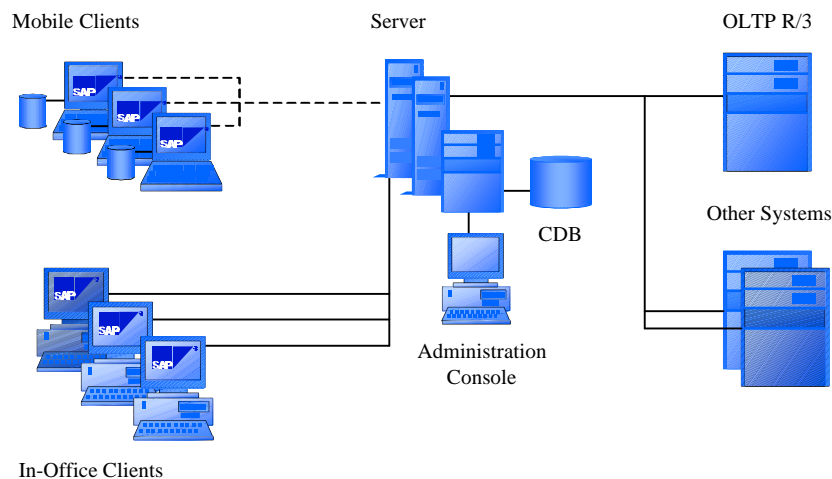 Mobile Clients
Server
OLTP R/3
SAP
SAP
SAP
CDB
Other Systems
SAP
SAP
SAP
Administration
Console
In-Office Clients